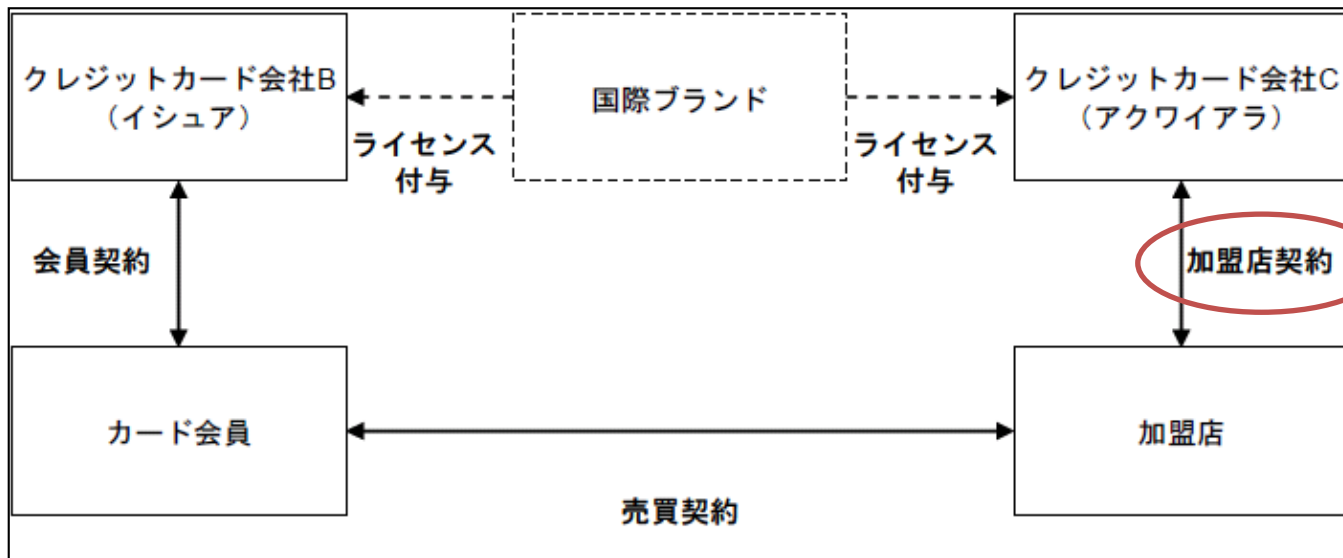 クレジットカード会社B
（イシュア）
国際ブランド
クレジットカード会社C
（アクワイアラ）
ライセンス
付与
ライセンス
付与
会員契約
加盟店契約
カード会員
加盟店
売買契約